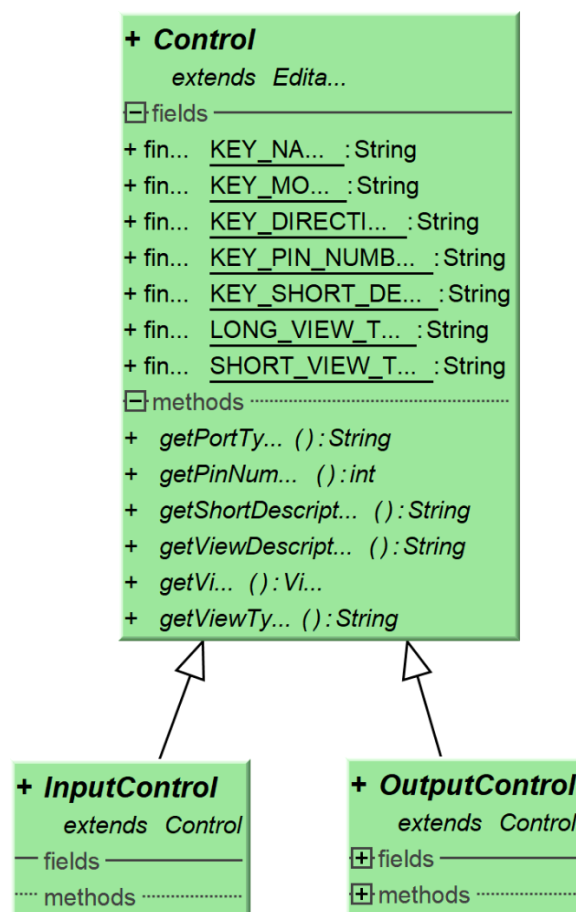 + Control
extends Edita...
fields
+ fin... KEY_NA... : String
+ fin... KEY_MO... : String
+ fin... KEY_DIRECTI... : String
+ fin... KEY_PIN_NUMB... : String
+ fin... KEY_SHORT_DE... : String
+ fin... LONG_VIEW_T... : String
+ fin... SHORT_VIEW_T... : String
methods
+ getPortTy... ( ) : String
+ getPinNum... ( ) : int
+ getShortDescript... ( ) : String
+ getViewDescript... ( ) : String
+ getVi... ( ) : Vi...
+ getViewTy... ( ) : String
+ InputControl
extends Control
fields
methods
+ OutputControl
extends Control
+ fields
+ methods